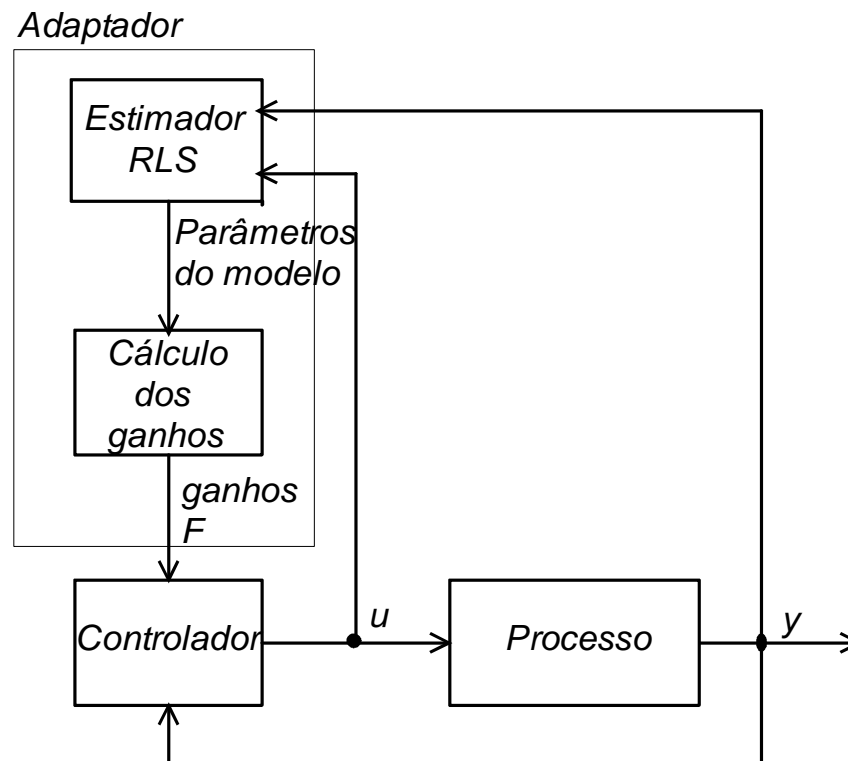 Adaptador
Estimador
RLS
Parâmetros
do modelo
Cálculo
dos
ganhos
ganhos
F
Controlador
u
Processo
y